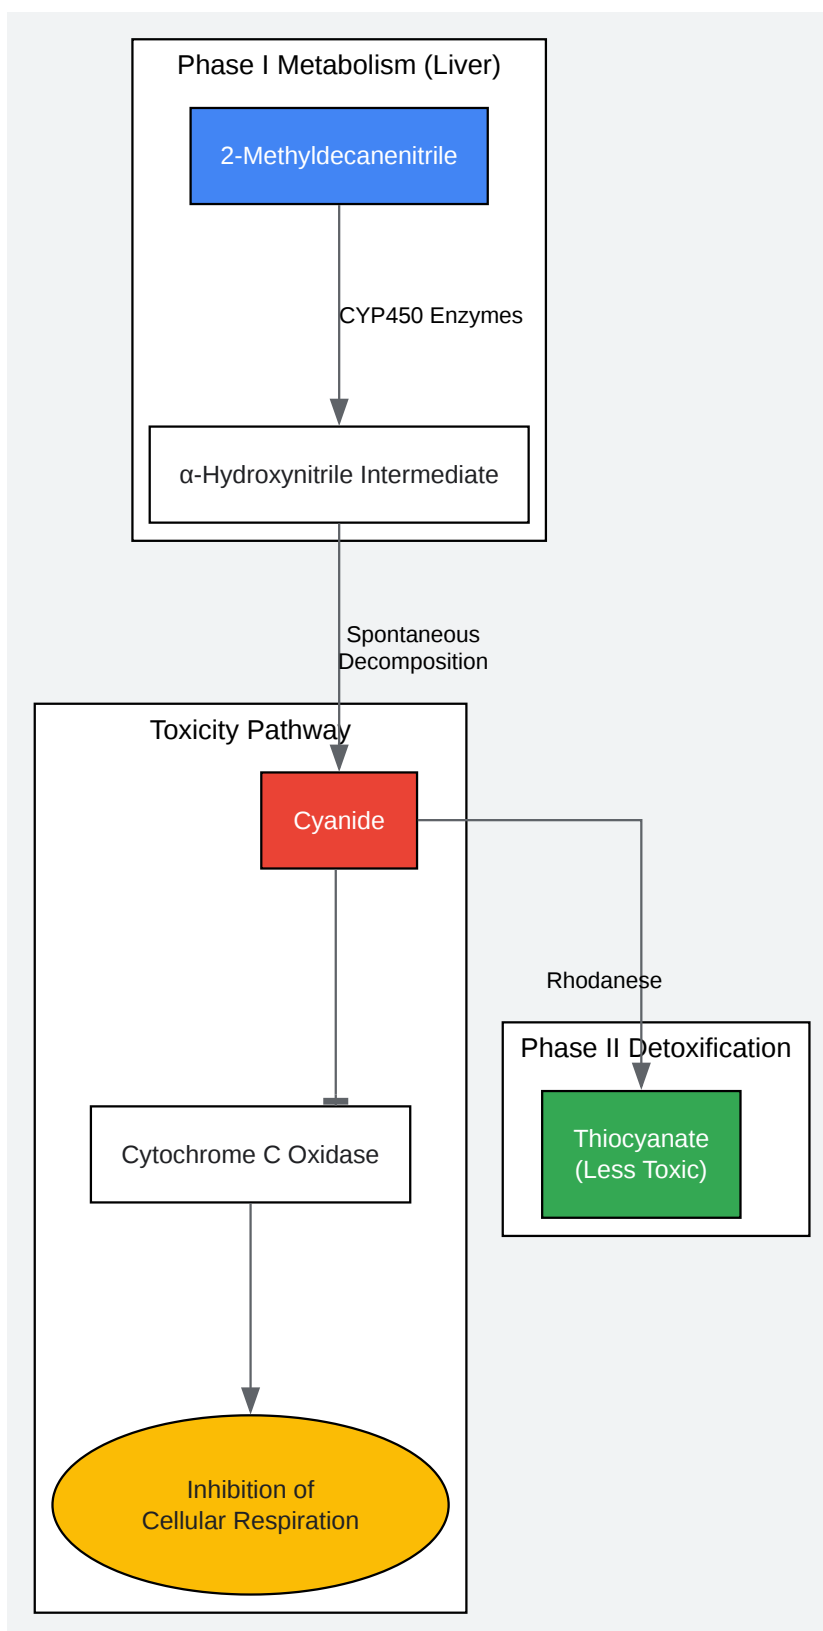 Phase I Metabolism (Liver)
2-Methyldecanenitrile
CYP450 Enzymes
α-Hydroxynitrile Intermediate
Spontaneous
Decomposition
Toxicity Pathway
Cyanide
Rhodanese
Phase II Detoxification
Thiocyanate
(Less Toxic)
Cytochrome C Oxidase
Inhibition of
Cellular Respiration